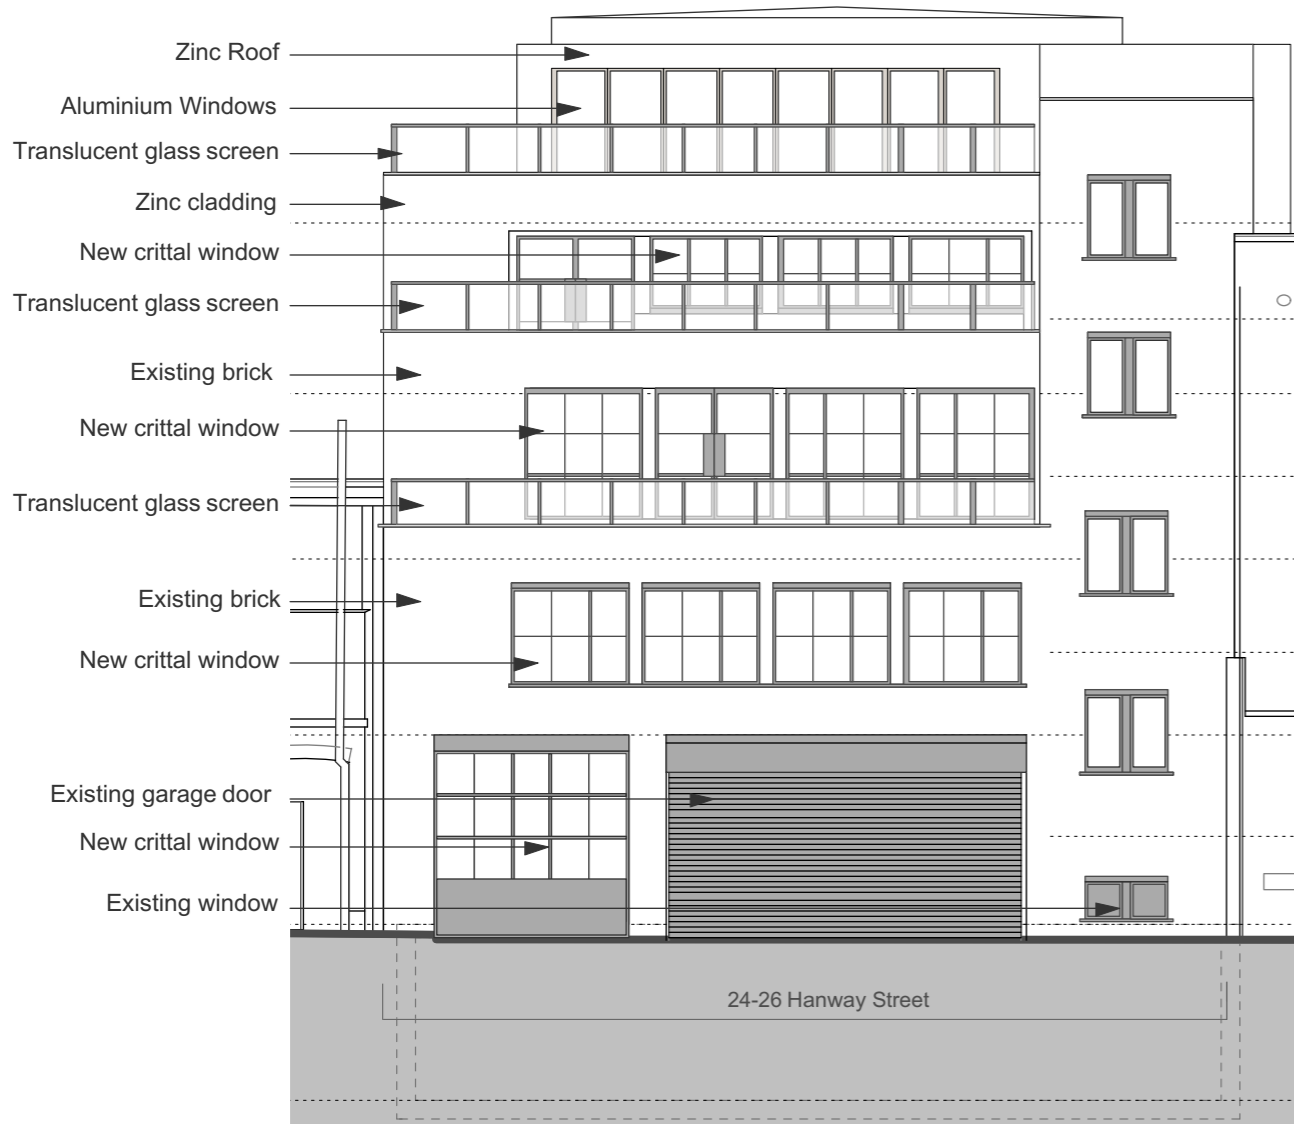 Zinc Roof
Aluminium Windows
Translucent glass screen
Zinc cladding
New crittal window
Translucent glass screen
Existing brick
New crittal window
Translucent glass screen
Existing brick
New crittal window
Existing garage door
New crittal window
Existing window
24-26 Hanway Street